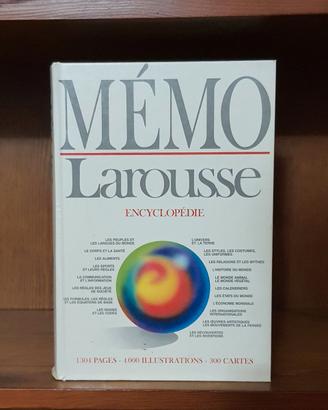 MÉMO
Larousse
ENCYCLOPÉDIE
LES PEUPLES ET
LES LANGUES DU MONDE
LE CORPS ET LA SANTÉ
LES ALIMENTS
LES SPORTS
ET LEURS RÈGLES
LA COMMUNICATION
ET L'INFORMATION
LES RÈGLES DES JEUX
DE SOCIÉTÉ
LES FORMULES, LES RÈGLES
ET LES ÉQUATIONS DE BASE
LES SIGNES
ET LES CODES
L'UNIVERS
ET LA TERRE
LES STYLES, LES COSTUMES,
LES UNIFORMES
LES RELIGIONS ET LES MYTHES
L'HISTOIRE DU MONDE
LE MONDE ANIMAL
LE MONDE VÉGÉTAL
LES CALENDRIERS
LES ÉTATS DU MONDE
L'ÉCONOMIE MONDIALE
LES ORGANISATIONS
INTERNATIONALES
LES ŒUVRES ARTISTIQUES
LES MOUVEMENTS DE LA PENSÉE
LES DÉCOUVERTES
ET LES INVENTIONS
1304 PAGES - 4000 ILLUSTRATIONS - 300 CARTES